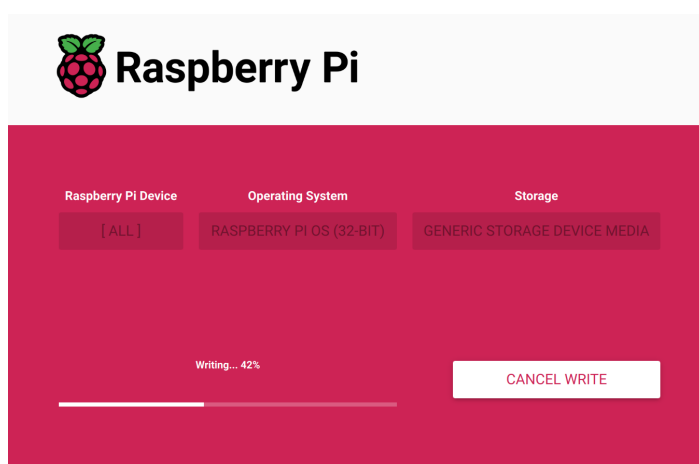 Raspberry Pi
Raspberry Pi Device
Operating System
Storage
[ ALL ]
RASPBERRY PI OS (32-BIT)
GENERIC STORAGE DEVICE MEDIA
Writing... 42%
CANCEL WRITE